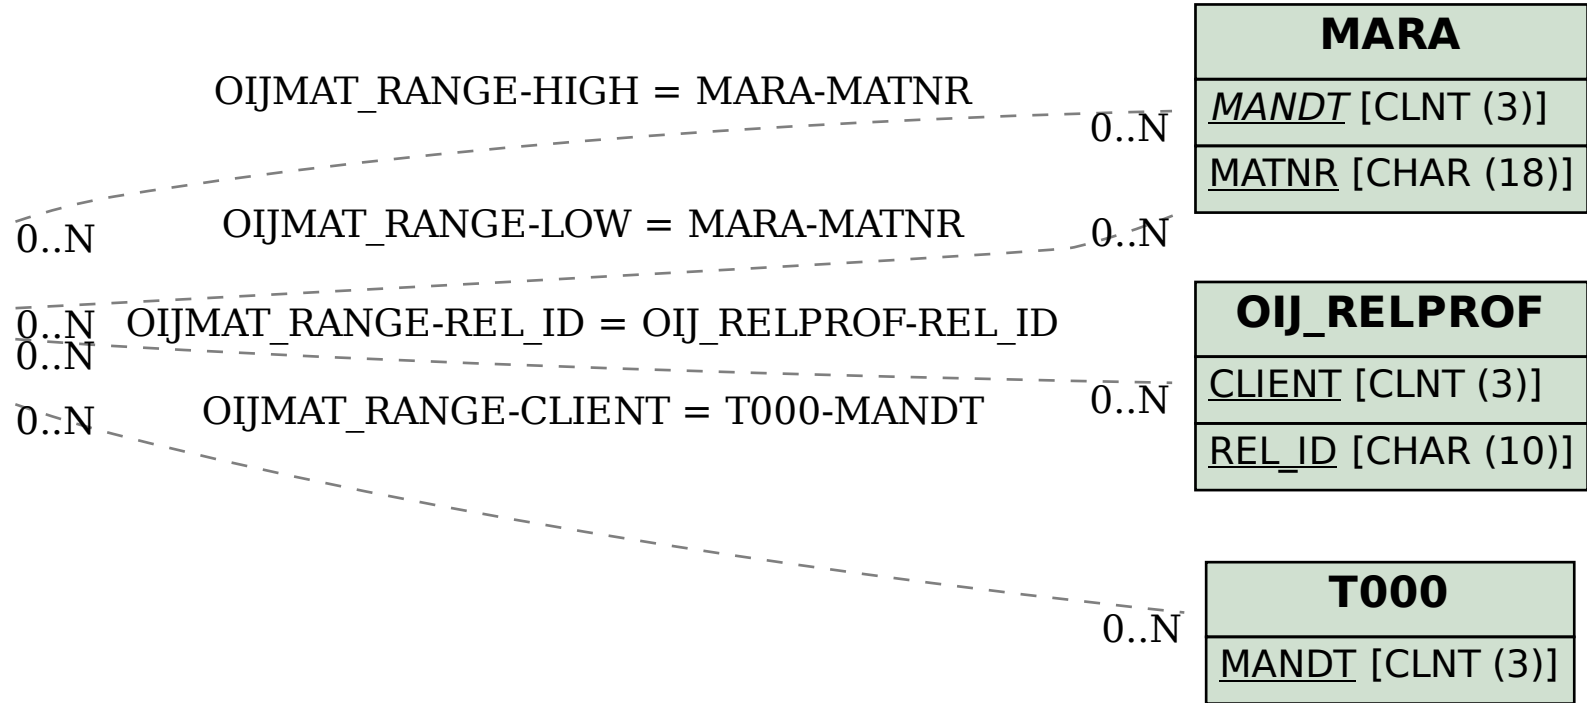 MARA
OIJMAT_RANGE-HIGH = MARA-MATNR
MANDT [CLNT (3)]
0..N
MATNR [CHAR (18)]
OIJMAT_RANGE-LOW = MARA-MATNR
0..N
0..N
OIJ_RELPROF
0..N
OIJMAT_RANGE-REL_ID = OIJ_RELPROF-REL_ID
0..N
CLIENT [CLNT (3)]
0..N
OIJMAT_RANGE-CLIENT = T000-MANDT
0..N
REL_ID [CHAR (10)]
T000
0..N
MANDT [CLNT (3)]